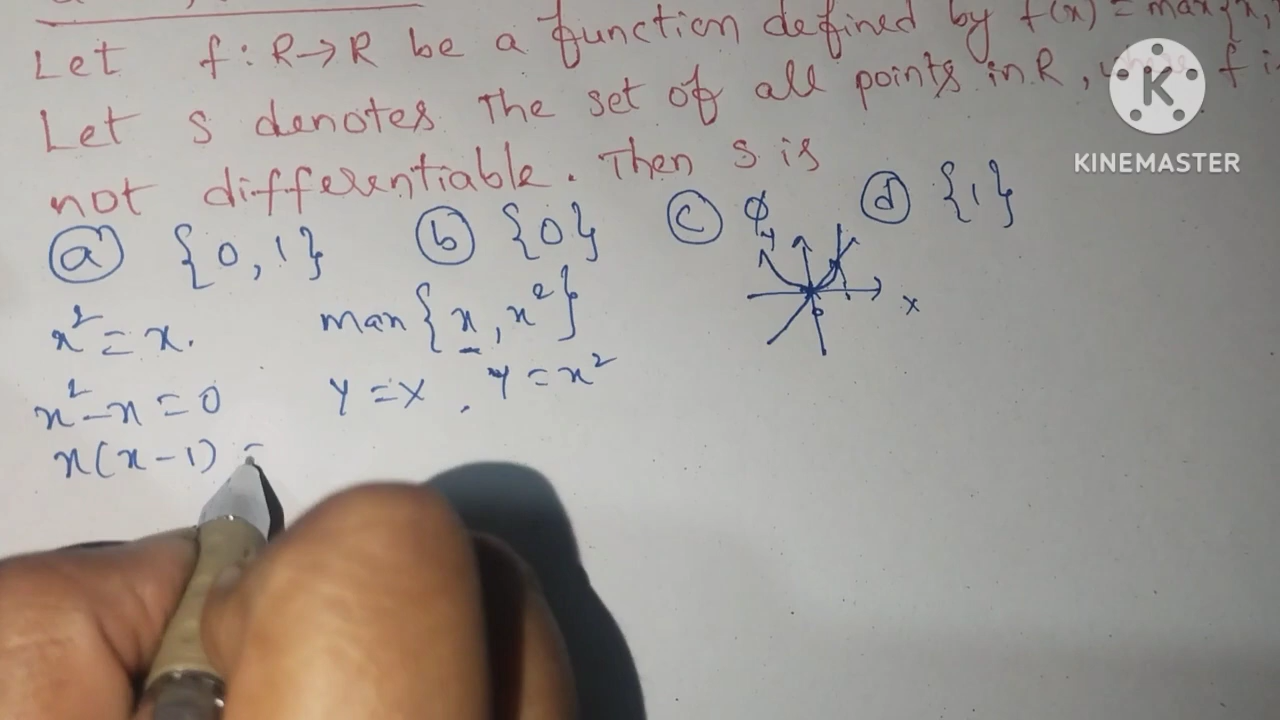 Let f : R→R be a function defined by f(x) = max{x,
Let S denotes The set of all points in R, f i
not differentiable. Then S is
(a) {0, 1} (b) {0} (c) ϕ (d) {1}
KINEMASTER
x² = x. max{x, x²}
x² - x = 0 Y = X, Y = x²
x(x - 1) =
Y
X